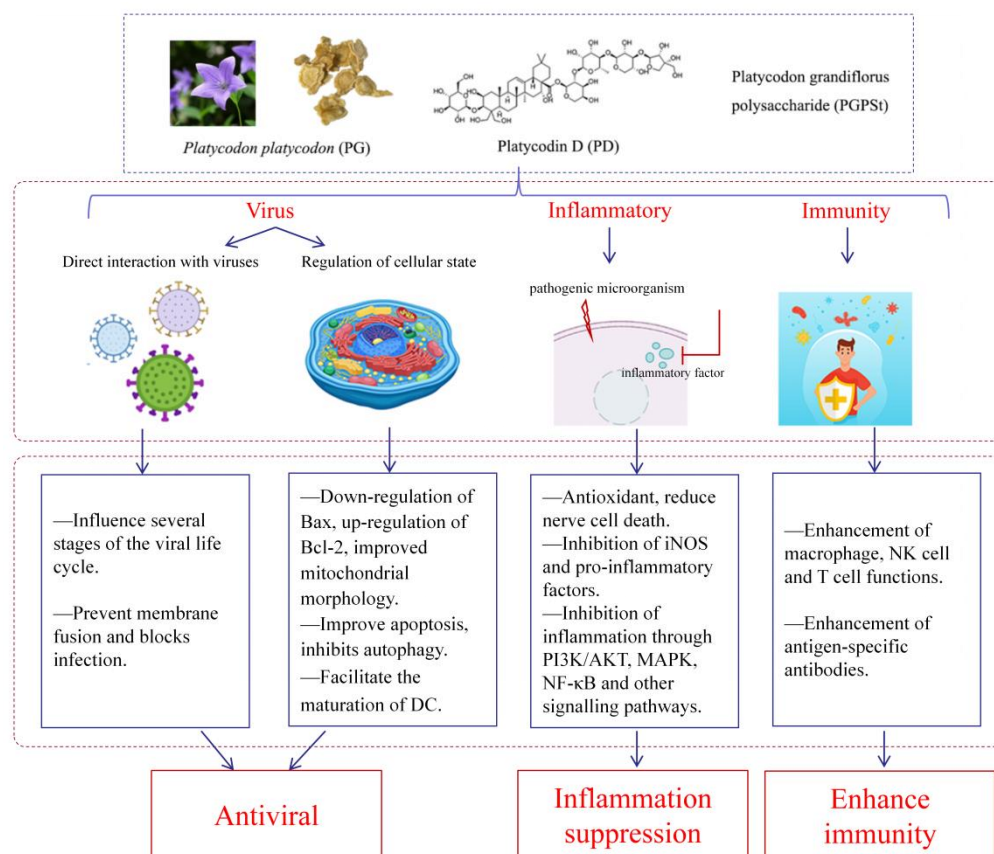 Platycodon platycodon (PG)
Platycodin D (PD)
Platycodon grandiflorus
polysaccharide (PGPSt)
Virus
Inflammatory
Immunity
Direct interaction with viruses
Regulation of cellular state
pathogenic microorganism
inflammatory factor
—Influence several
stages of the viral life
cycle.
—Prevent membrane
fusion and blocks
infection.
—Down-regulation of
Bax, up-regulation of
Bcl-2, improved
mitochondrial
morphology.
—Improve apoptosis,
inhibits autophagy.
—Facilitate the
maturation of DC.
—Antioxidant, reduce
nerve cell death.
—Inhibition of iNOS
and pro-inflammatory
factors.
—Inhibition of
inflammation through
PI3K/AKT, MAPK,
NF-κB and other
signalling pathways.
—Enhancement of
macrophage, NK cell
and T cell functions.
—Enhancement of
antigen-specific
antibodies.
Antiviral
Inflammation
suppression
Enhance
immunity